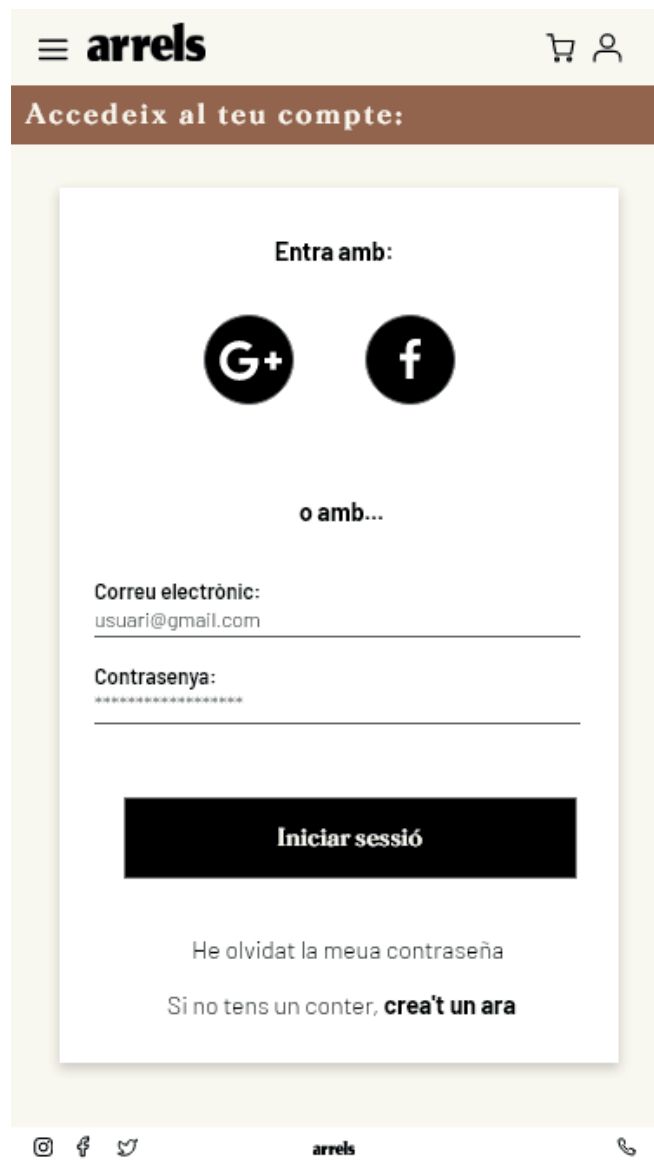 arrels
Accedeix al teu compte:
Entra amb:
G+ f
o amb...
Correu electrònic:
usuari@gmail.com
Contrasenya:
******************
Iniciar sessió
He olvidat la meua contraseña
Si no tens un conter, crea't un ara
arrels